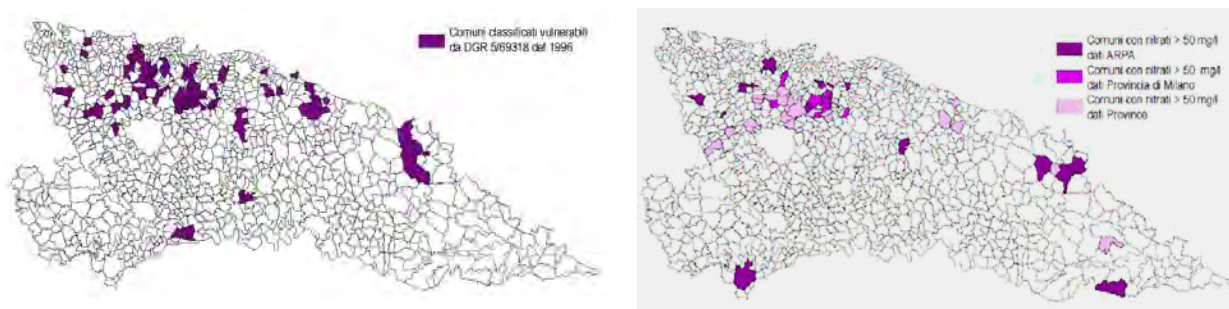 Comuni classificati vulnerabili
da DGR 5/69318 del 1996
Comuni con nitrati > 50 mg/l
dati ARPA
Comuni con nitrati > 50 mg/l
dati Provincia di Milano
Comuni con nitrati > 50 mg/l
dati Province